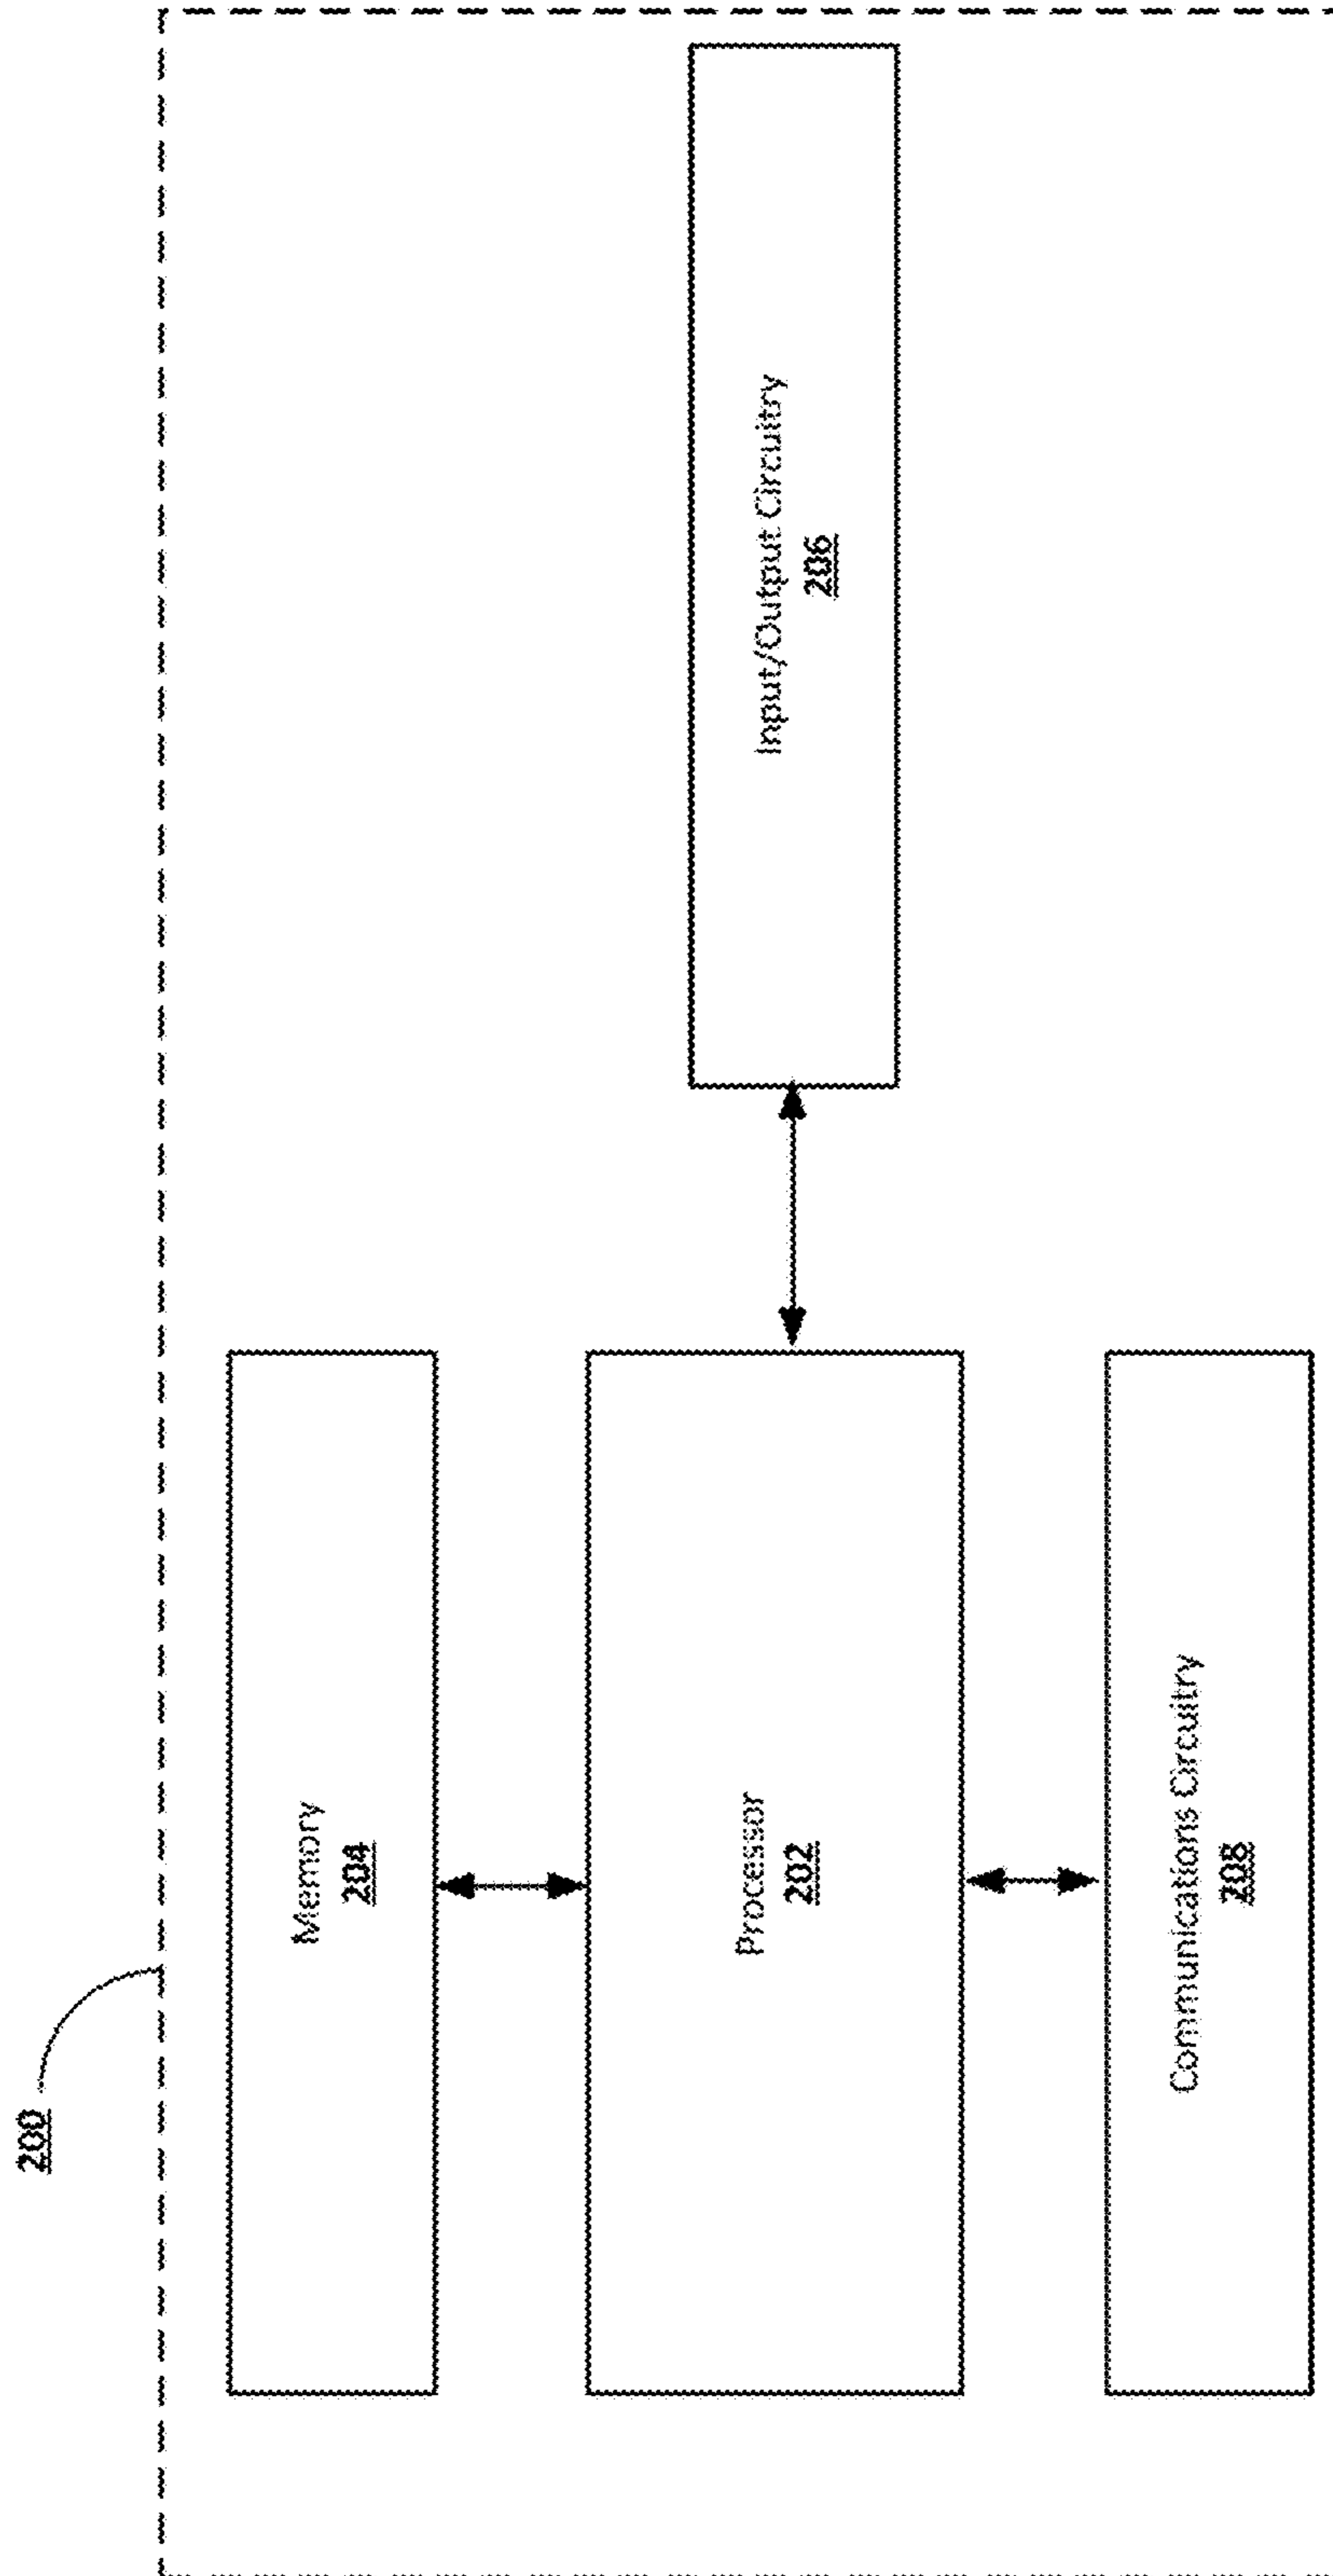 200
Memory
204
Processor
202
Input/Output Circuitry
206
Communications Circuitry
208